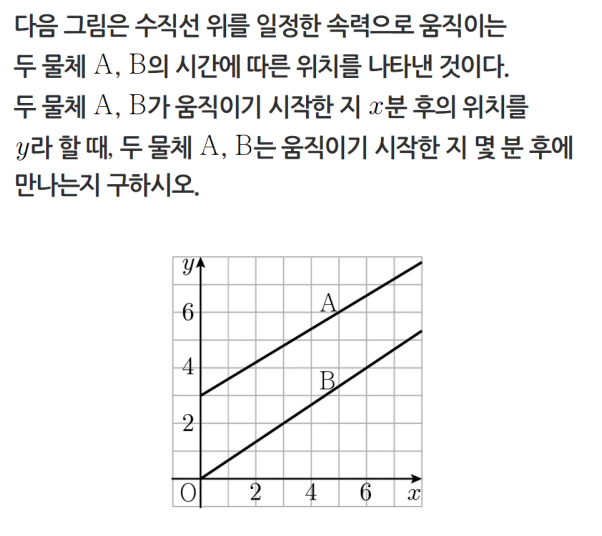 다음 그림은 수직선 위를 일정한 속력으로 움직이는
두 물체 A, B의 시간에 따른 위치를 나타낸 것이다.
두 물체 A, B가 움직이기 시작한 지 x분 후의 위치를
y라 할 때, 두 물체 A, B는 움직이기 시작한 지 몇 분 후에
만나는지 구하시오.
y
A
6
4
B
2
O 2 4 6 x